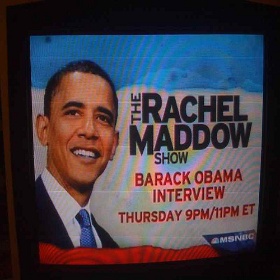 THE
RACHEL
MADDOW
SHOW
BARACK OBAMA
INTERVIEW
THURSDAY 9PM/11PM ET
MSNBC